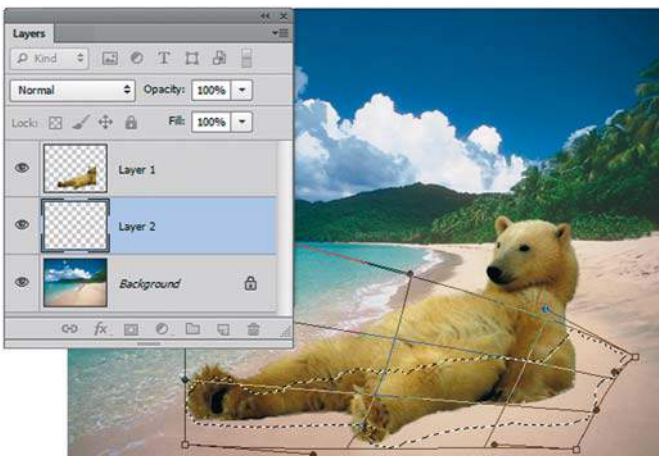 Layers
Kind
Normal Opacity: 100%
Lock: Fill: 100%
Layer 1
Layer 2
Background